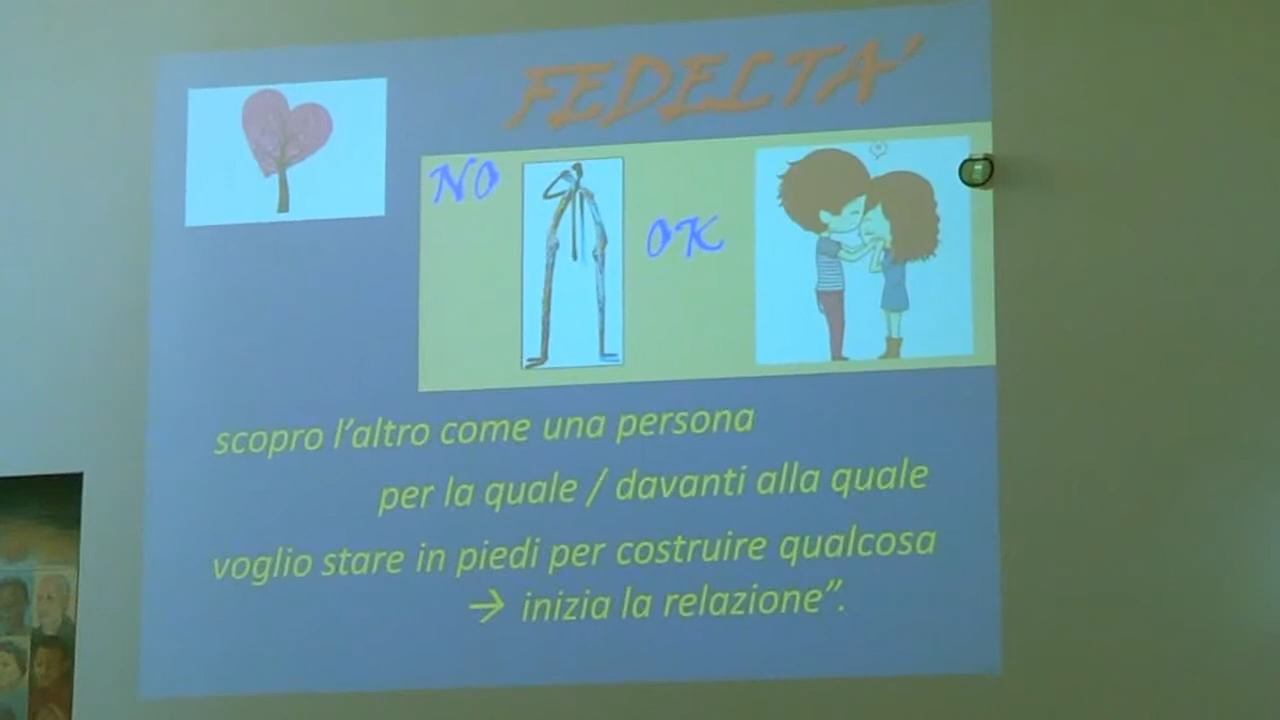 FEDELTA'
NO
OK
scopro l'altro come una persona
per la quale / davanti alla quale
voglio stare in piedi per costruire qualcosa
→ inizia la relazione”.